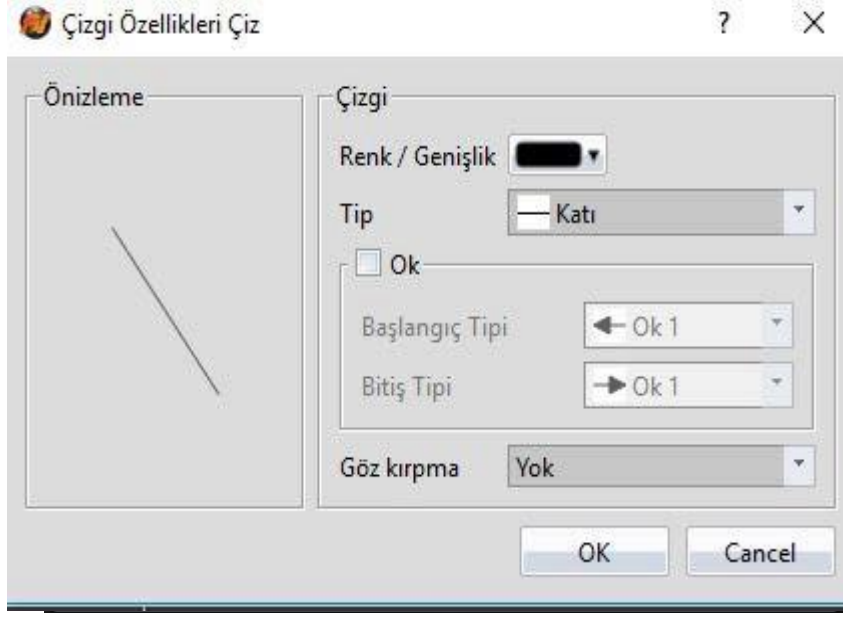 Çizgi Özellikleri Çiz ?
Önizleme
Çizgi
Renk / Genişlik
Tip
Katı
Ok
Başlangıç Tipi
Ok 1
Bitiş Tipi
Ok 1
Göz kırpma
Yok
OK
Cancel